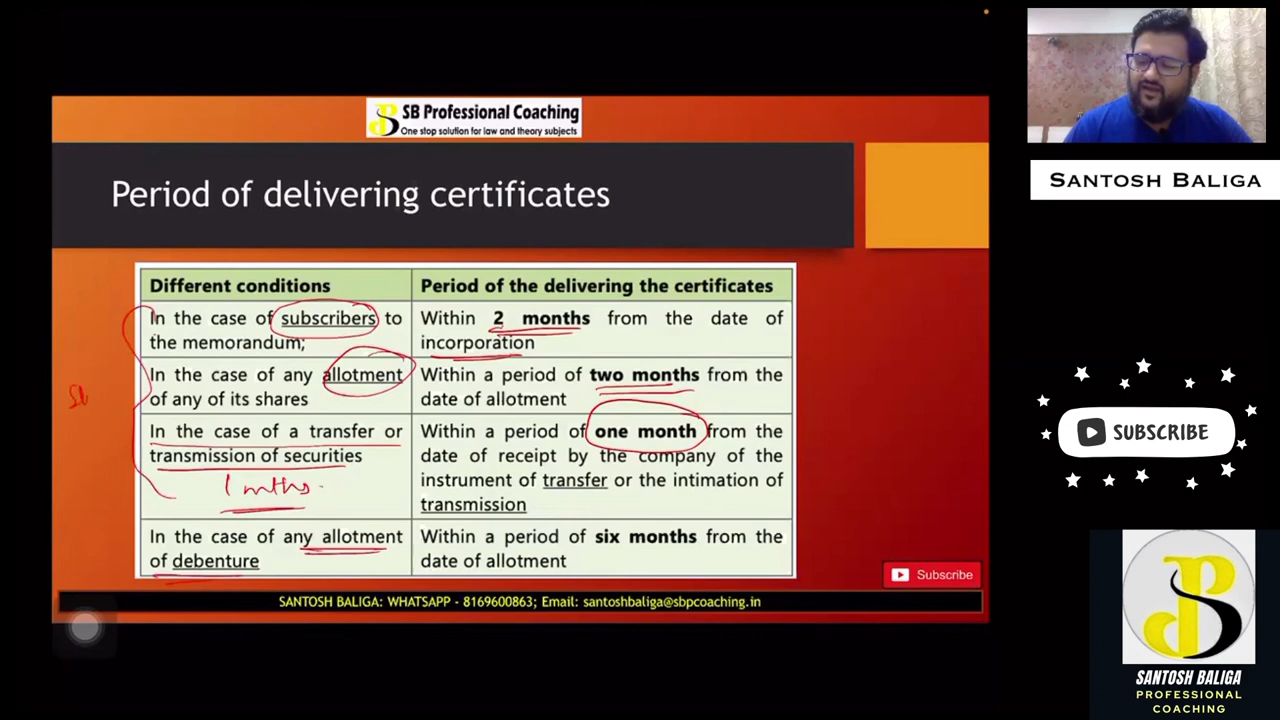 SB Professional Coaching
One stop solution for law and theory subjects
Period of delivering certificates
Different conditions
Period of the delivering the certificates
In the case of subscribers to
the memorandum;
Within 2 months from the date of
incorporation
In the case of any allotment
of any of its shares
Within a period of two months from the
date of allotment
In the case of a transfer or
transmission of securities
1 mths.
Within a period of one month from the
date of receipt by the company of the
instrument of transfer or the intimation of
transmission
In the case of any allotment
of debenture
Within a period of six months from the
date of allotment
Subscribe
SANTOSH BALIGA: WHATSAPP - 8169600863; Email: santoshbaliga@sbpcoaching.in
SANTOSH BALIGA
SUBSCRIBE
SANTOSH BALIGA
PROFESSIONAL
COACHING